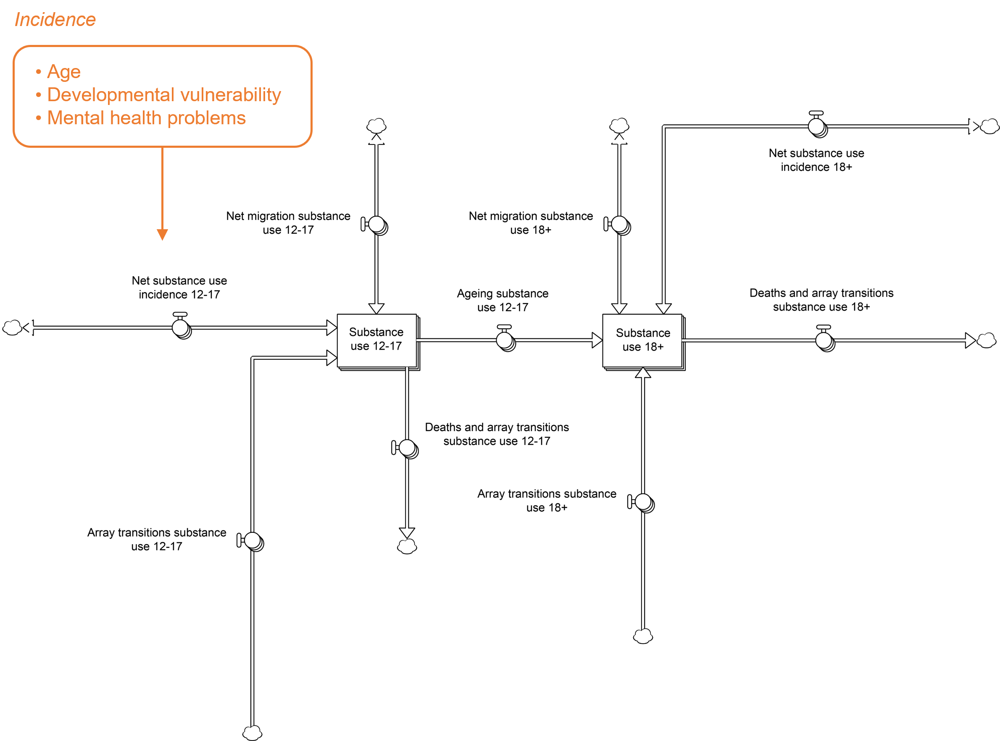 Incidence
• Age
• Developmental vulnerability
• Mental health problems
Net substance use
incidence 18+
Net migration substance
use 12-17
Net migration substance
use 18+
Net substance use
incidence 12-17
Ageing substance
use 12-17
Deaths and array transitions
substance use 18+
Substance
use 12-17
Substance
use 18+
Deaths and array transitions
substance use 12-17
Array transitions substance
use 18+
Array transitions substance
use 12-17